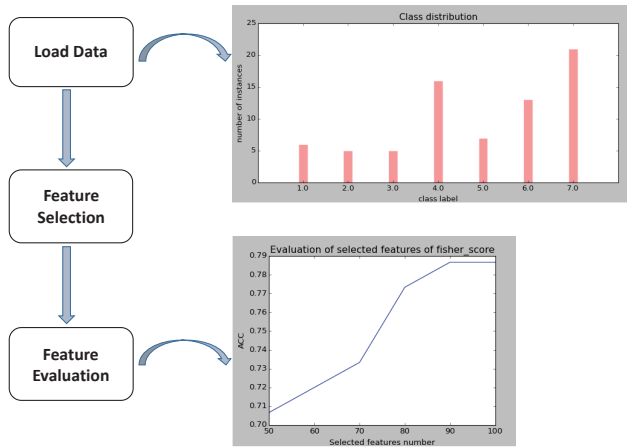 Load Data
Class distribution
number of instances
25
20
15
10
5
0
1.0 2.0 3.0 4.0 5.0 6.0 7.0
class label
Feature
Selection
Evaluation of selected features of fisher_score
ACC
0.79
0.78
0.77
0.76
0.75
0.74
0.73
0.72
0.71
0.70
50 60 70 80 90 100
Selected features number
Feature
Evaluation